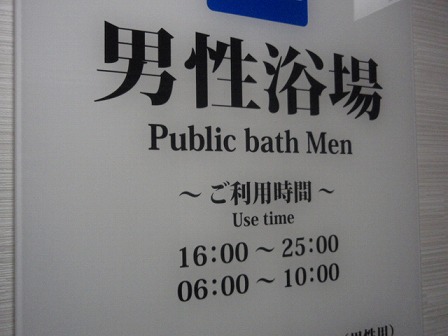 男性浴場
Public bath Men
～ ご利用時間 ～
Use time
16:00 ～ 25:00
06:00 ～ 10:00